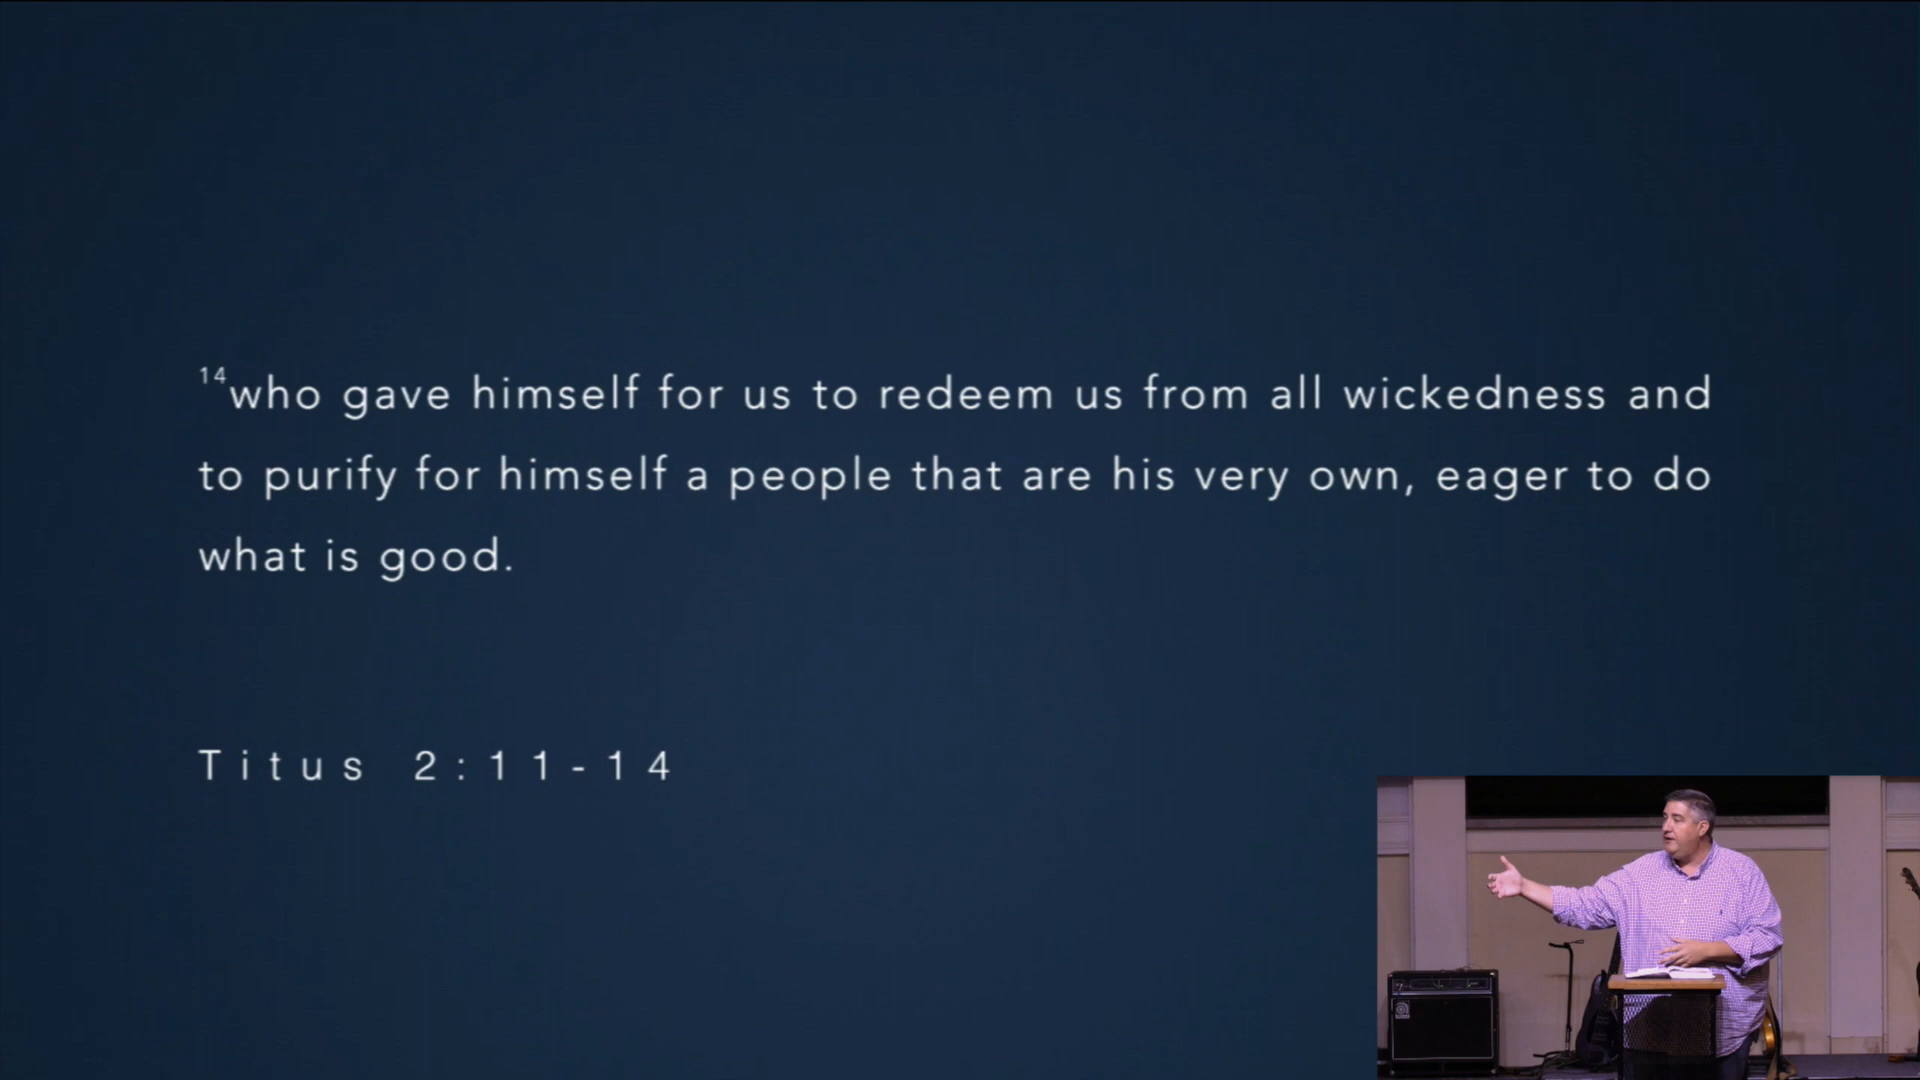 14who gave himself for us to redeem us from all wickedness and
to purify for himself a people that are his very own, eager to do
what is good.
Titus 2:11-14